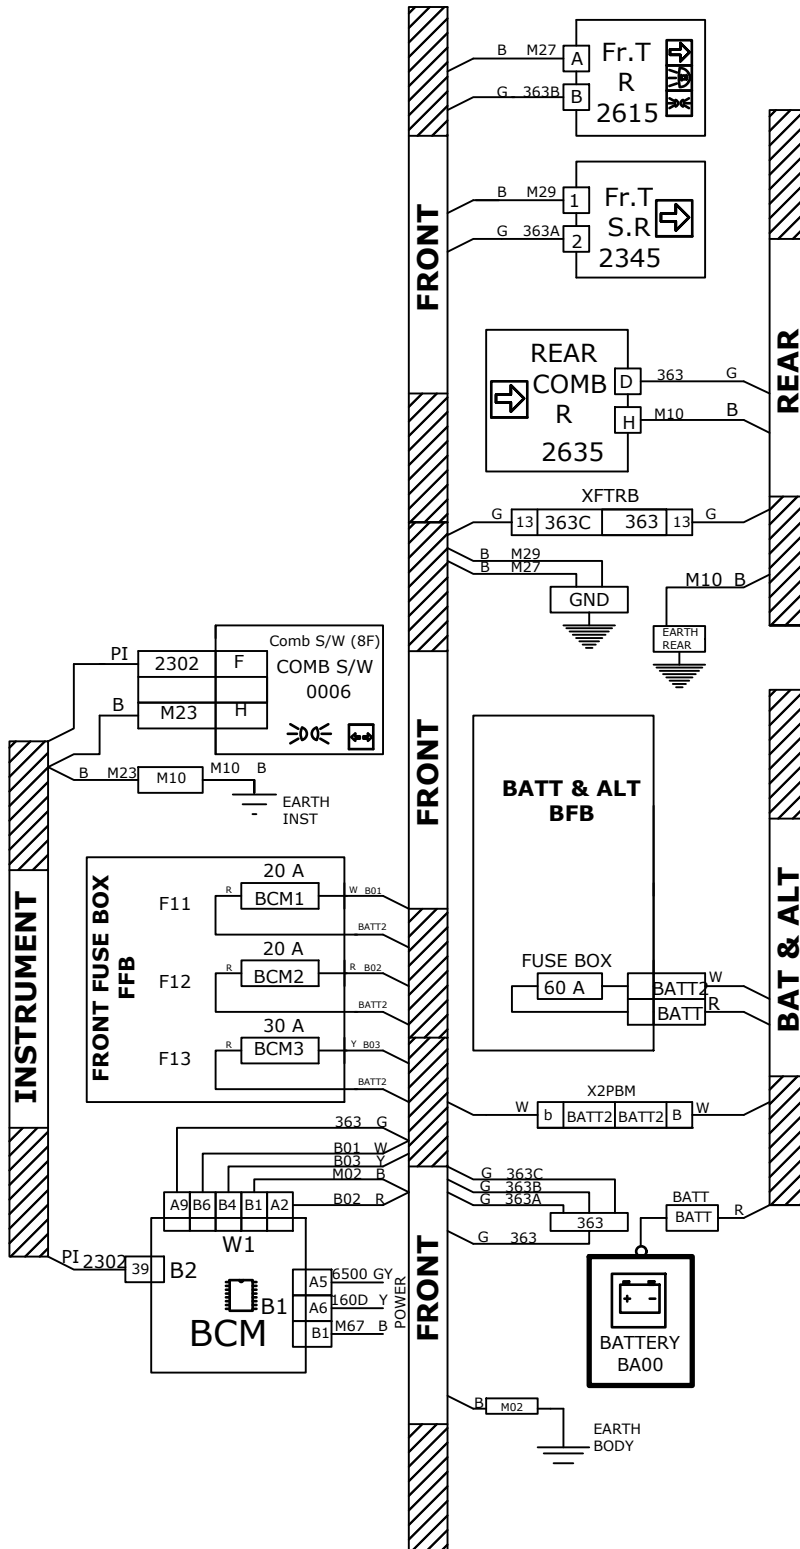 B M27 A Fr.T
R
G 363B B 2615
B M29 1 Fr.T
S.R
G 363A 2 2345
FRONT
REAR
COMB
R
2635
D 363 G
H M10 B
REAR
XFTRB
G 13 363C 363 13 G
B M29
B M27
GND
M10 B
EARTH
REAR
Comb S/W (8F)
PI 2302 F COMB S/W
0006
B M23 H
B M23 M10 M10 B
EARTH
INST
INSTRUMENT
FRONT
BATT & ALT
BFB
FUSE BOX
60 A
BATT2 W
BATT R
BAT & ALT
FRONT FUSE BOX
FFB
20 A
F11 R BCM1 W B01
BATT2
20 A
F12 R BCM2 R B02
BATT2
30 A
F13 R BCM3 Y B03
BATT2
X2PBM
W b BATT2 BATT2 B W
363 G
B01 W
B03 Y
M02 B
B02 R
A9 B6 B4 B1 A2
W1
PI 2302 39 B2
B1
BCM
A5 6500 GY
A6 160D Y
B1 M67 B
POWER
FRONT
G 363C
G 363B
G 363A
363
G 363
BATT
BATT R
+ -
BATTERY
BA00
B M02
EARTH
BODY